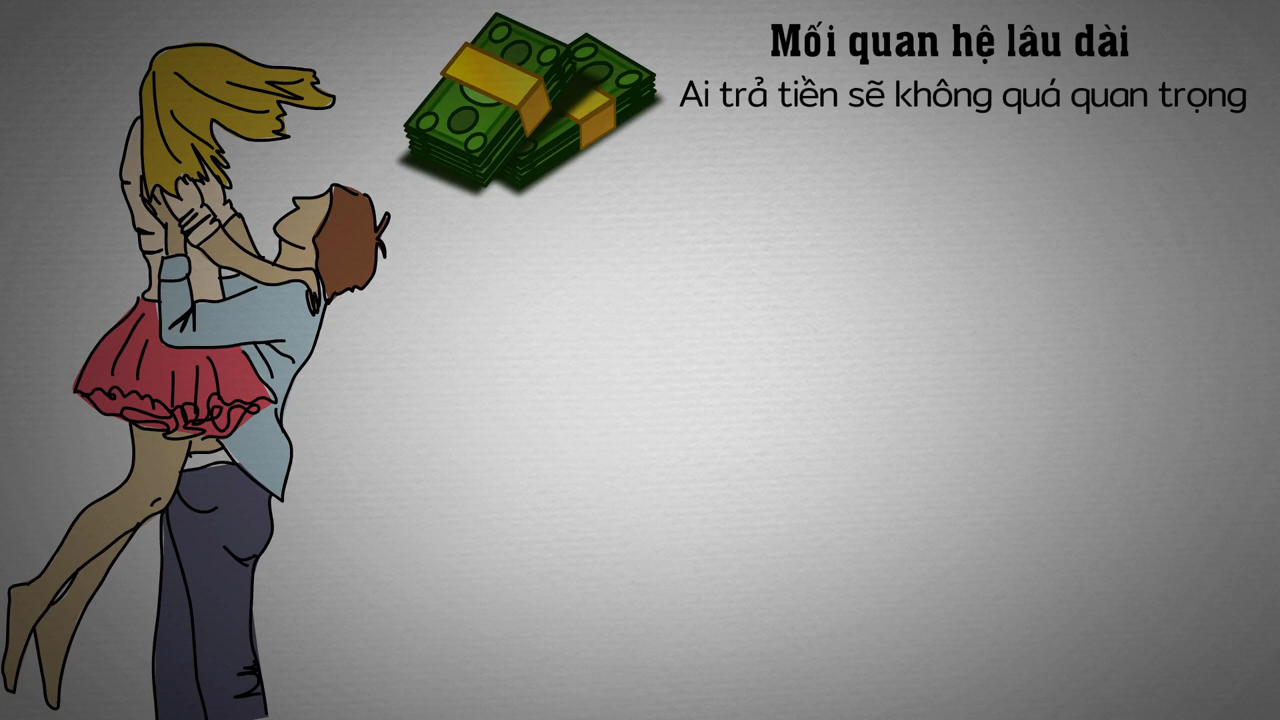 Mối quan hệ lâu dài
Ai trả tiền sẽ không quá quan trọng